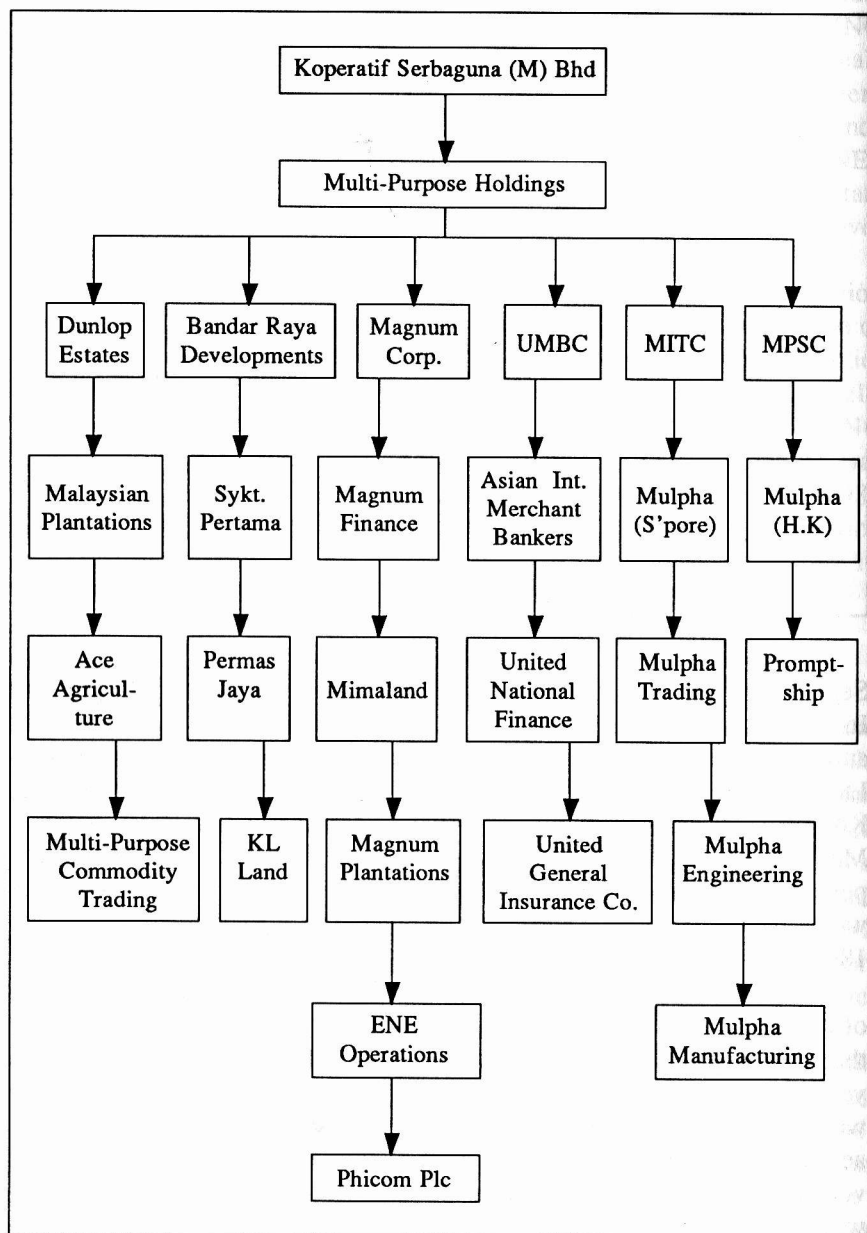 Koperatif Serbaguna (M) Bhd
Multi-Purpose Holdings
Dunlop
Estates
Bandar Raya
Developments
Magnum
Corp.
UMBC
MITC
MPSC
Malaysian
Plantations
Sykt.
Pertama
Magnum
Finance
Asian Int.
Merchant
Bankers
Mulpha
(S'pore)
Mulpha
(H.K)
Ace
Agricul-
ture
Permas
Jaya
Mimaland
United
National
Finance
Mulpha
Trading
Prompt-
ship
Multi-Purpose
Commodity
Trading
KL
Land
Magnum
Plantations
United
General
Insurance Co.
Mulpha
Engineering
ENE
Operations
Mulpha
Manufacturing
Phicom Plc